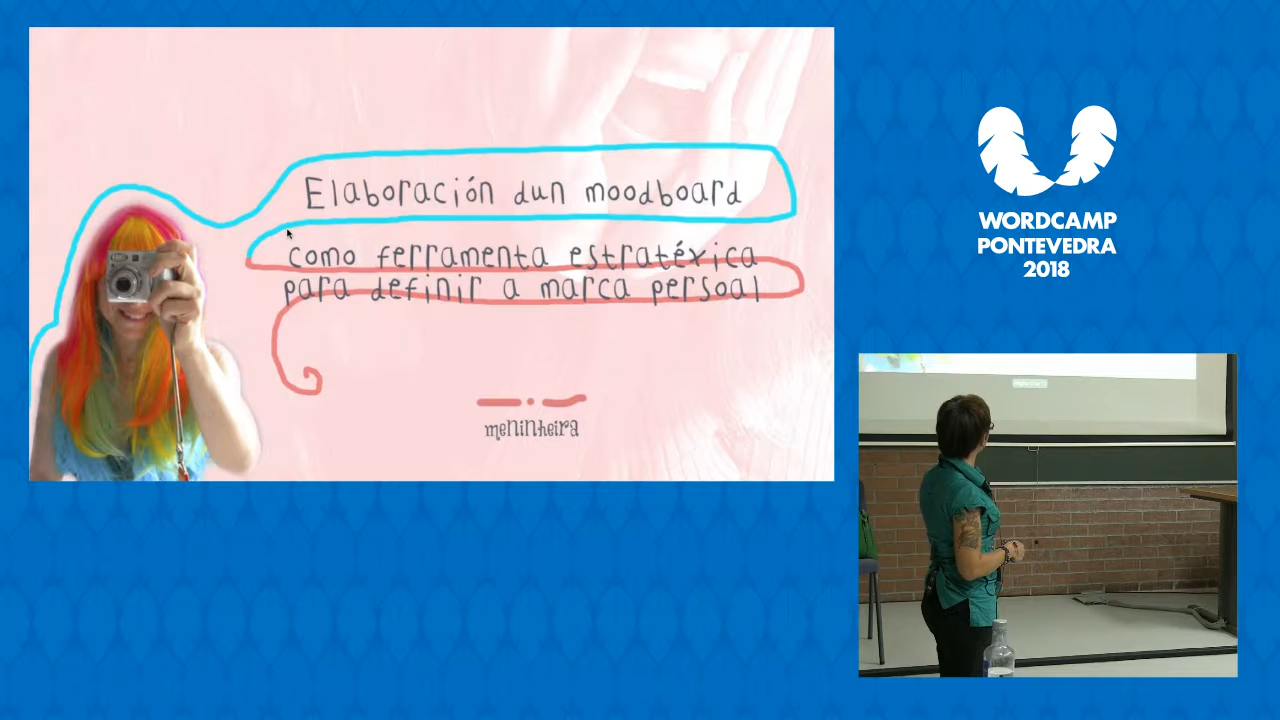 Elaboración dun moodboard
como ferramenta estratéxica
para definir a marca persoal
meninheira
WORDCAMP
PONTEVEDRA
2018